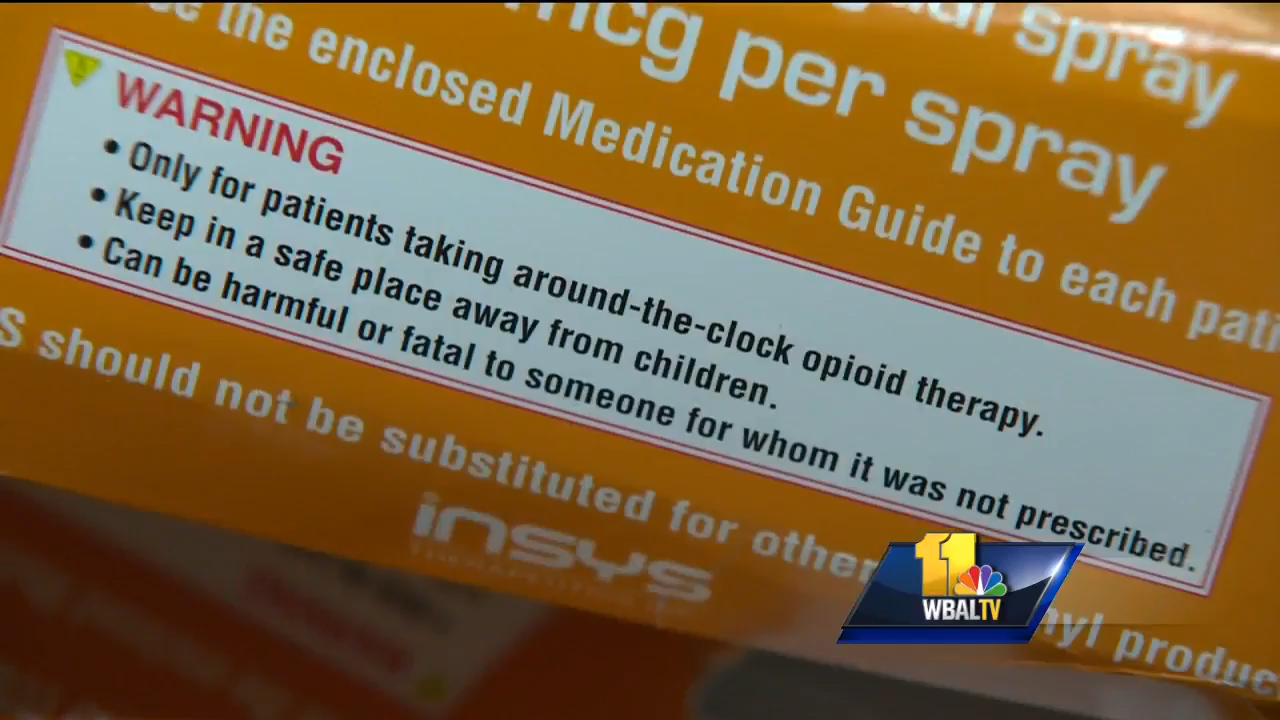 spray
mcg per spray
the enclosed Medication Guide to each
WARNING
• Only for patients taking around-the-clock opioid therapy.
• Keep in a safe place away from children.
• Can be harmful or fatal to someone for whom it was not prescribed.
S should not be substituted for other
insys
11
WBALTV